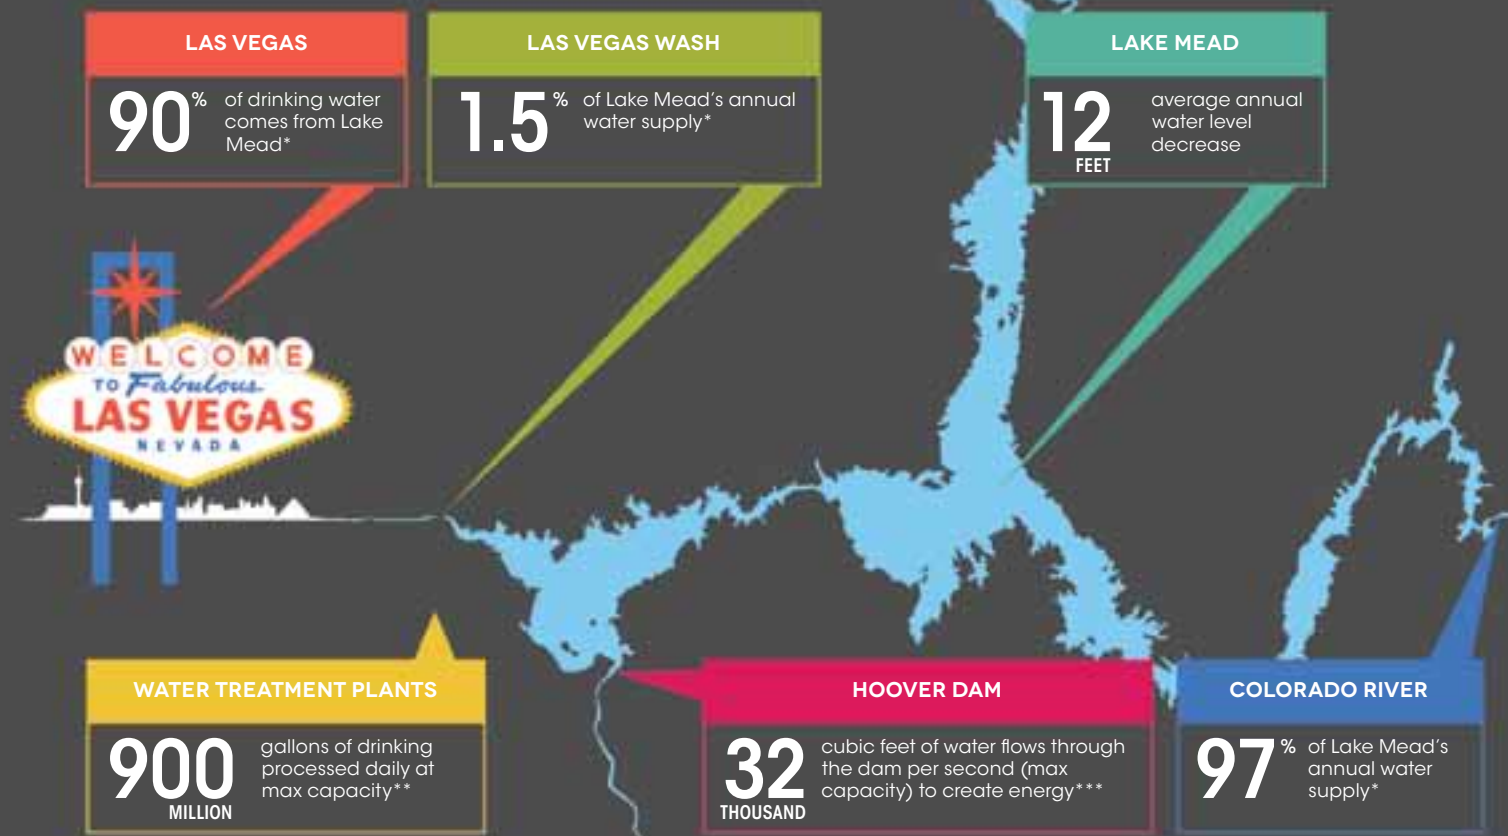 LAS VEGAS
90% of drinking water
comes from Lake
Mead*
LAS VEGAS WASH
1.5% of Lake Mead's annual
water supply*
LAKE MEAD
12
FEET
average annual
water level
decrease
WELCOME
TO Fabulous
LAS VEGAS
NEVADA
WATER TREATMENT PLANTS
900
MILLION
gallons of drinking
processed daily at
max capacity**
HOOVER DAM
32
THOUSAND
cubic feet of water flows through
the dam per second (max
capacity) to create energy***
COLORADO RIVER
97% of Lake Mead's
annual water
supply*